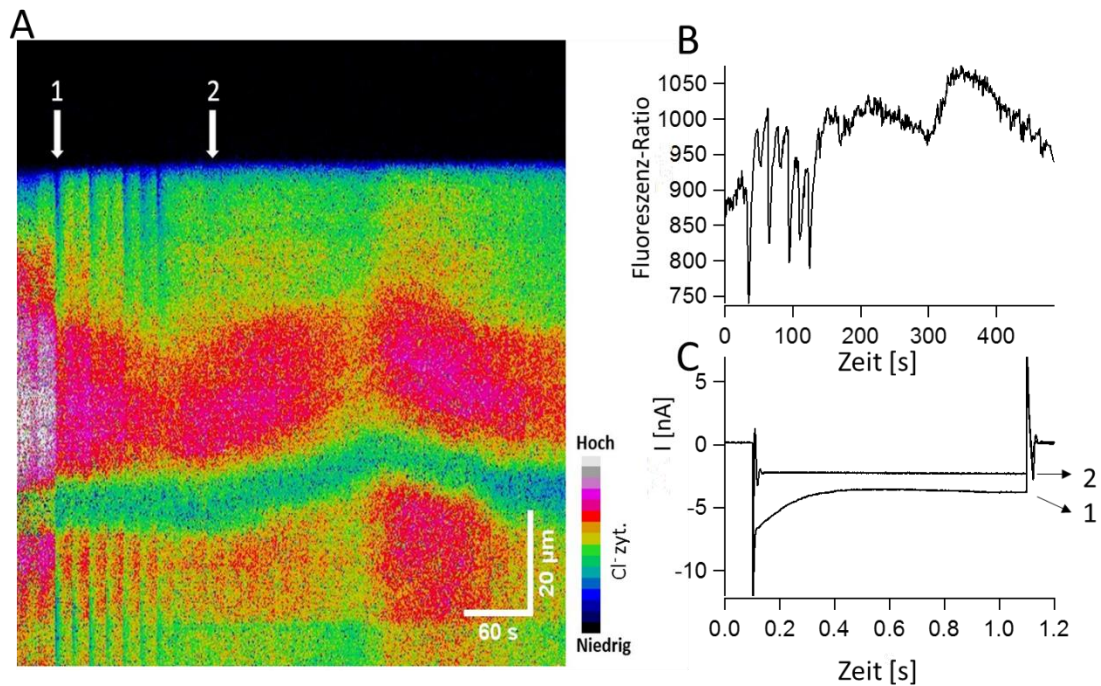 A
1
2
Hoch
Cl⁻zyt.
Niedrig
20 µm
60 s
B
Fluoreszenz-Ratio
1050
1000
950
900
850
800
750
0 100 200 300 400
Zeit [s]
C
I [nA]
5
0
-5
-10
2
1
0.0 0.2 0.4 0.6 0.8 1.0 1.2
Zeit [s]